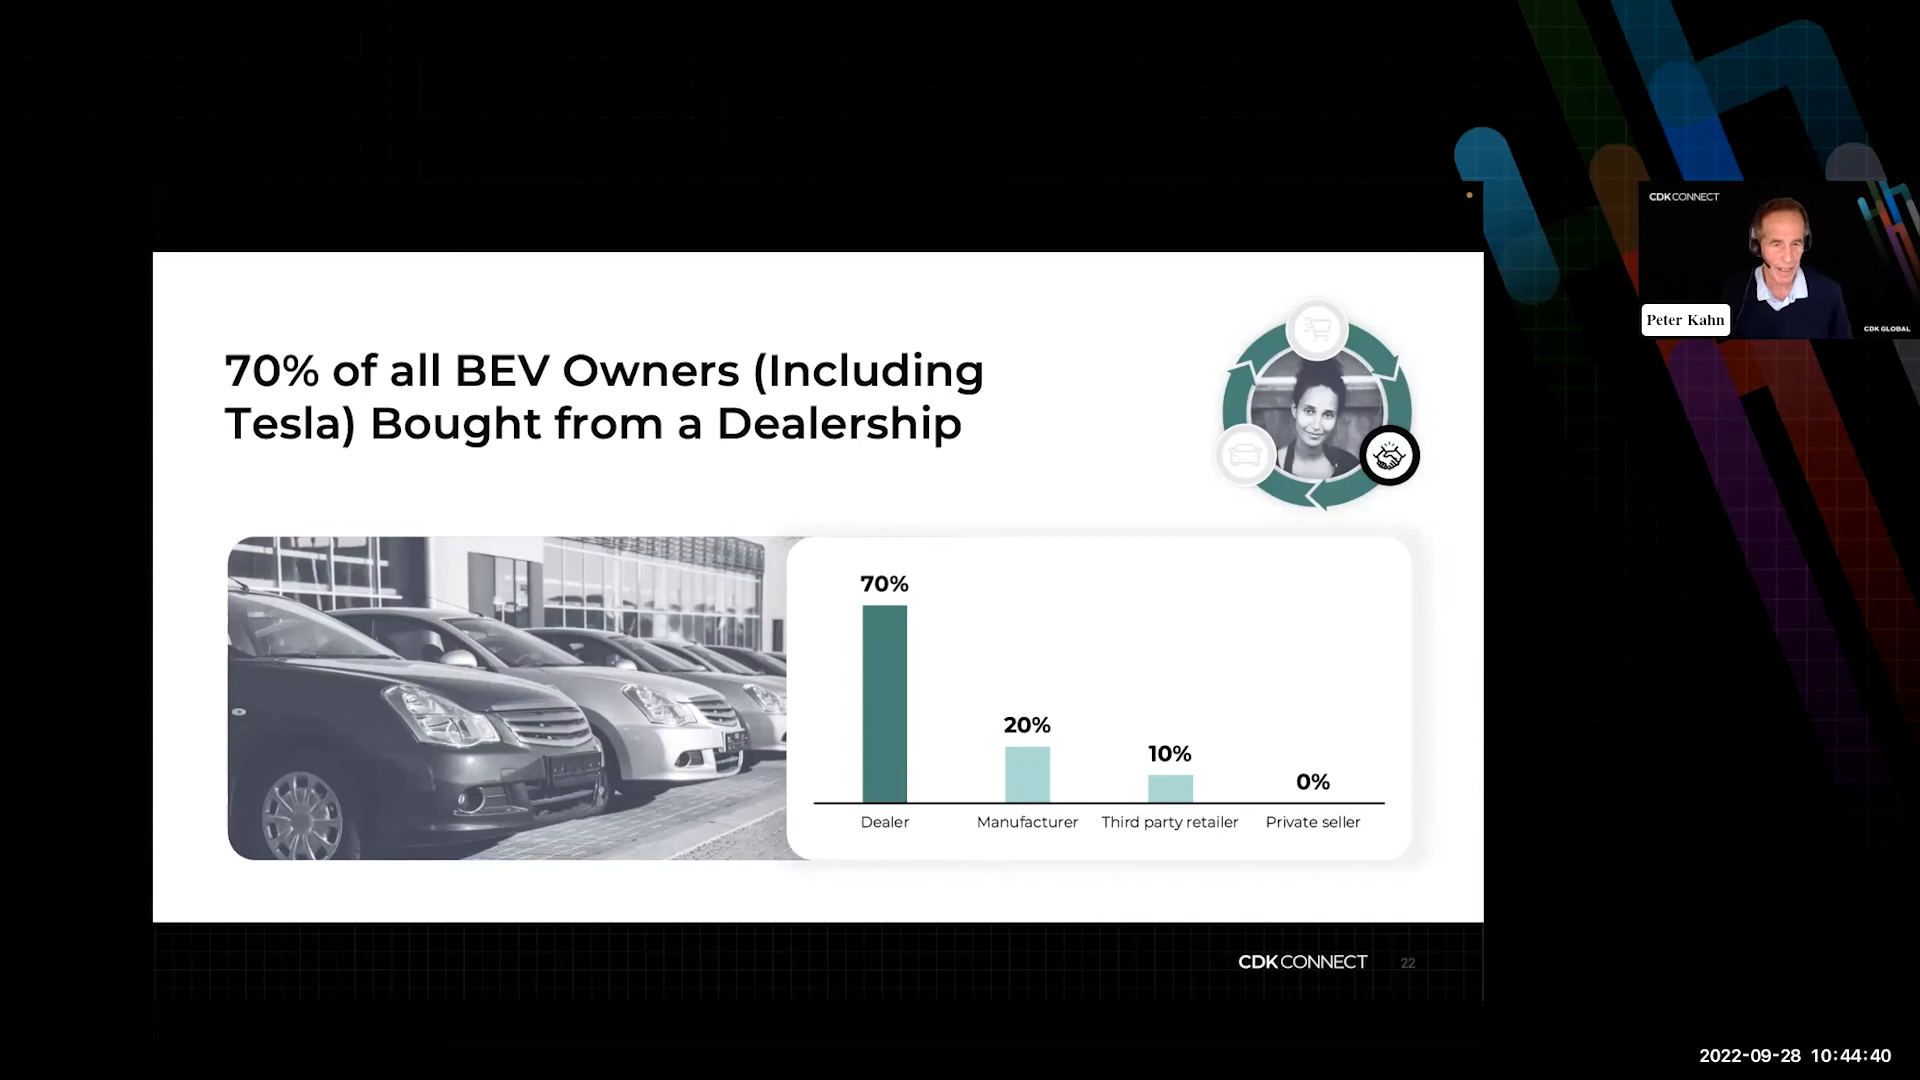 CDK CONNECT
Peter Kahn
CDK GLOBAL
70% of all BEV Owners (Including
Tesla) Bought from a Dealership
70%
20%
10%
0%
Dealer
Manufacturer
Third party retailer
Private seller
CDK CONNECT
22
2022-09-28 10:44:40